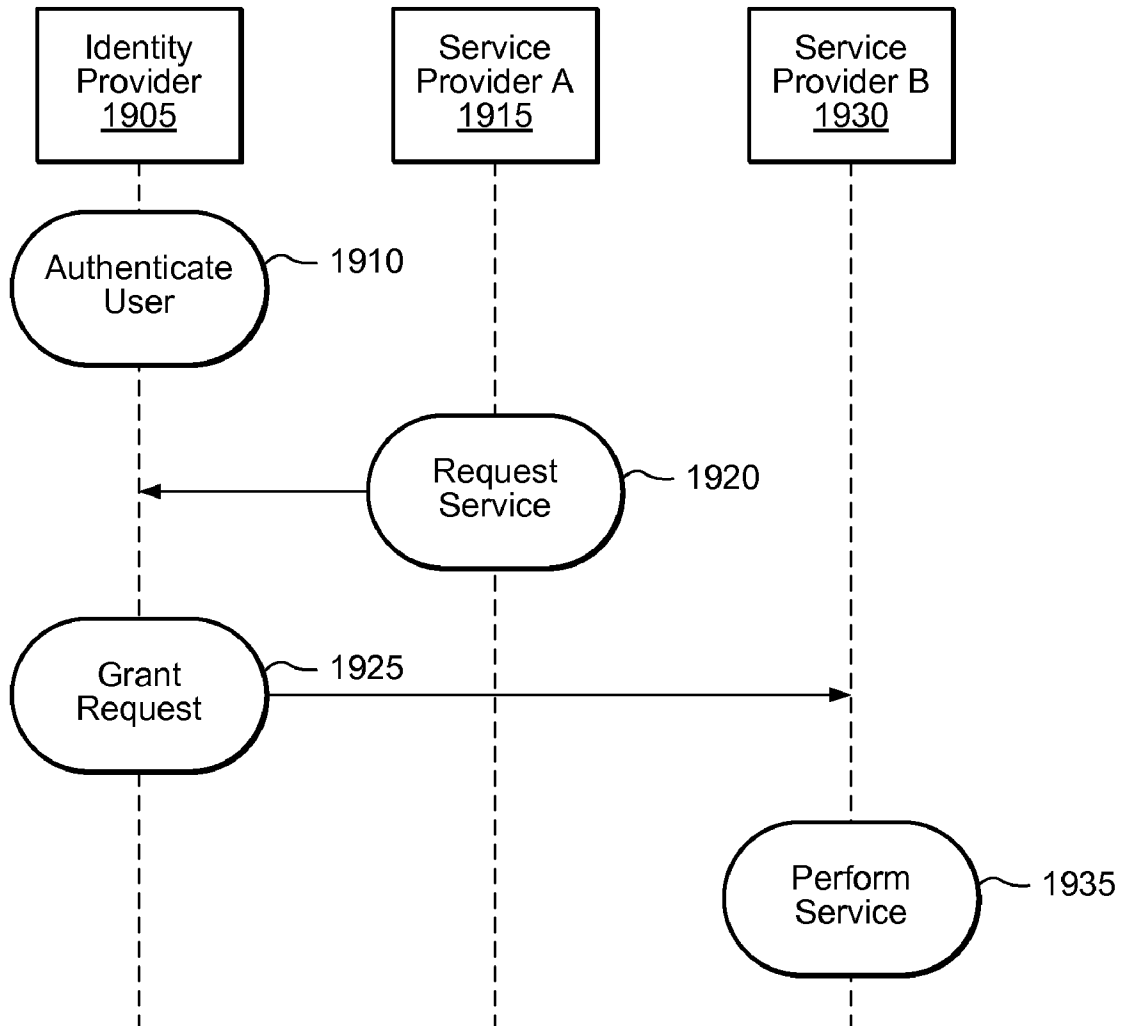 Identity
Provider
1905
Service
Provider A
1915
Service
Provider B
1930
Authenticate
User
1910
Request
Service
1920
Grant
Request
1925
Perform
Service
1935